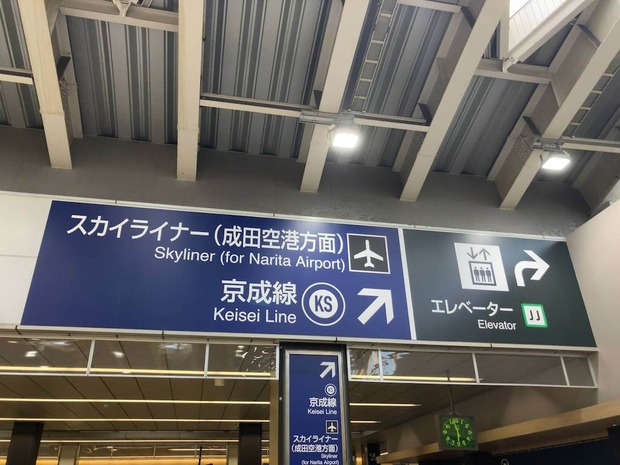 スカイライナー(成田空港方面)
Skyliner (for Narita Airport)
京成線 KS
Keisei Line
エレベーター JJ
Elevator
京成線 KS
Keisei Line
スカイライナー
(成田空港方面)
Skyliner
(for Narita Airport)